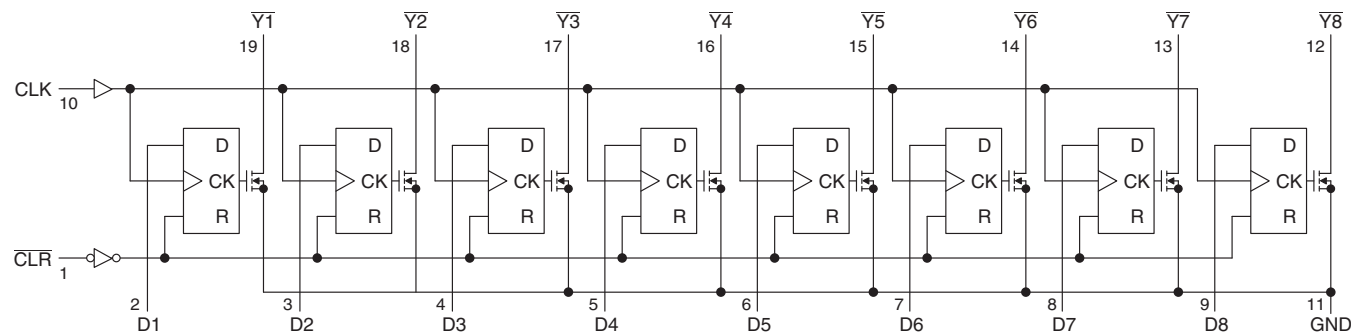 Y1 Y2 Y3 Y4 Y5 Y6 Y7 Y8
19 18 17 16 15 14 13 12
CLK
10
D D D D D D D D
CK CK CK CK CK CK CK CK
R R R R R R R R
CLR
1
2 3 4 5 6 7 8 9 11
D1 D2 D3 D4 D5 D6 D7 D8 GND